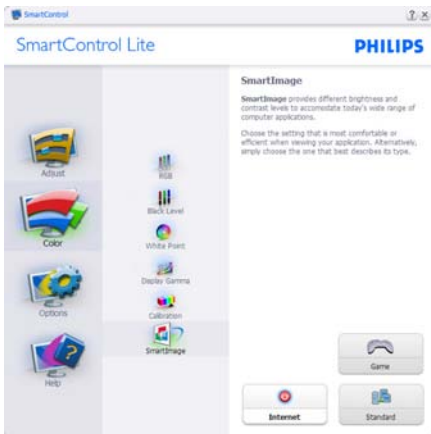 SmartControl
SmartControl Lite
PHILIPS
Adjust
Color
Options
Help
RGB
Black Level
White Point
Display Gamma
Calibration
SmartImage
SmartImage
SmartImage provides different brightness and
contrast levels to accomodate today's wide range of
computer applications.
Choose the setting that is most comfortable or
efficient when viewing your application. Alternatively,
simply choose the one that best describes its type.
Game
Internet
Standard